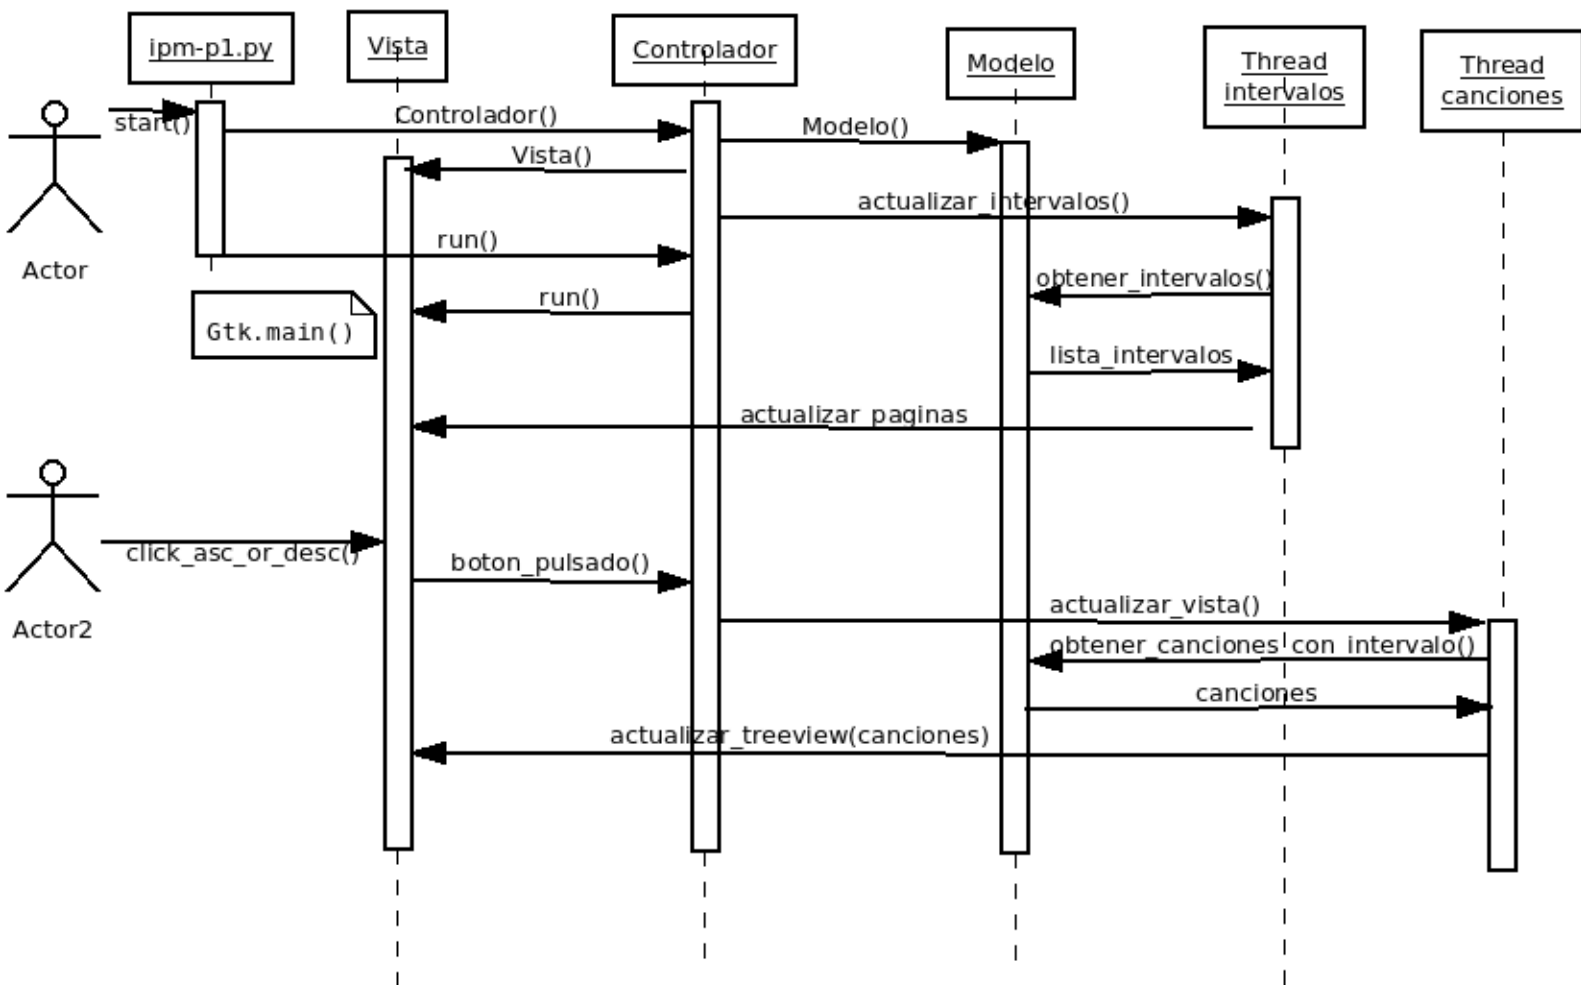 ipm-p1.py
Vista
Controlador
Modelo
Thread
intervalos
Thread
canciones
start()
Controlador()
Modelo()
Vista()
actualizar_intervalos()
run()
Actor
obtener_intervalos()
run()
Gtk.main()
lista_intervalos
actualizar_paginas
click_asc_or_desc()
boton_pulsado()
actualizar_vista()
Actor2
obtener_canciones_con_intervalo()
canciones
actualizar_treeview(canciones)